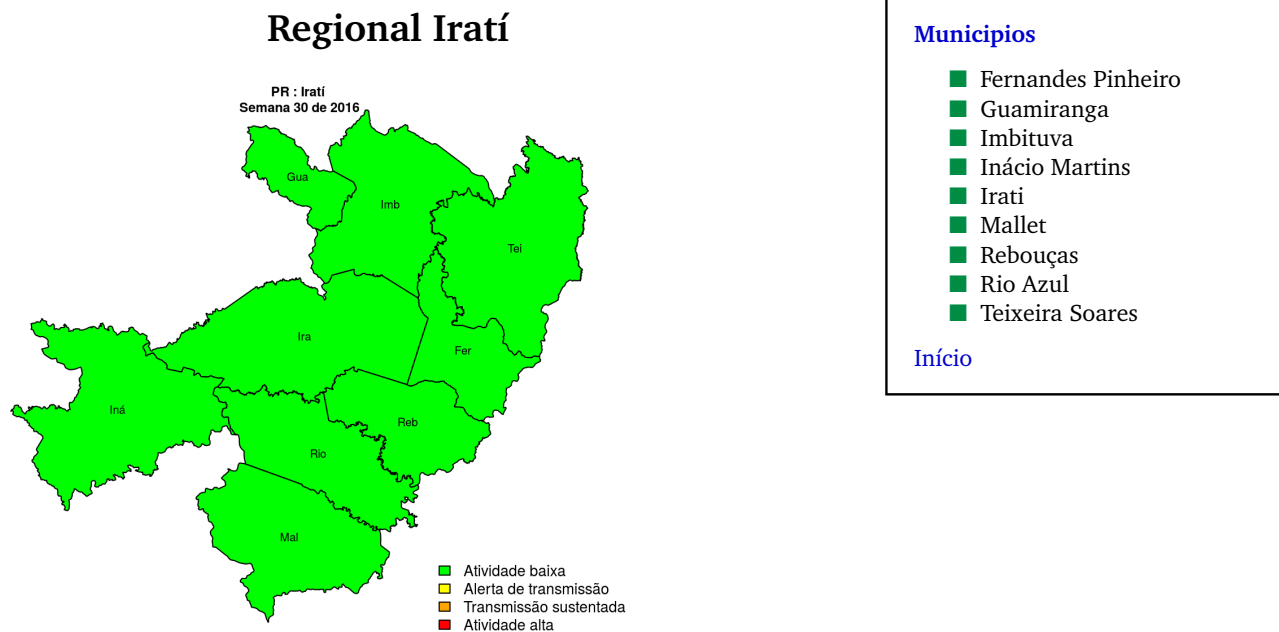 Regional Iratí
PR : Iratí
Semana 30 de 2016
Gua
Imb
Tei
Ira
Fer
Iná
Reb
Rio
Mal
Atividade baixa
Alerta de transmissão
Transmissão sustentada
Atividade alta
Municipios
Fernandes Pinheiro
Guamiranga
Imbituva
Inácio Martins
Irati
Mallet
Rebouças
Rio Azul
Teixeira Soares
Início